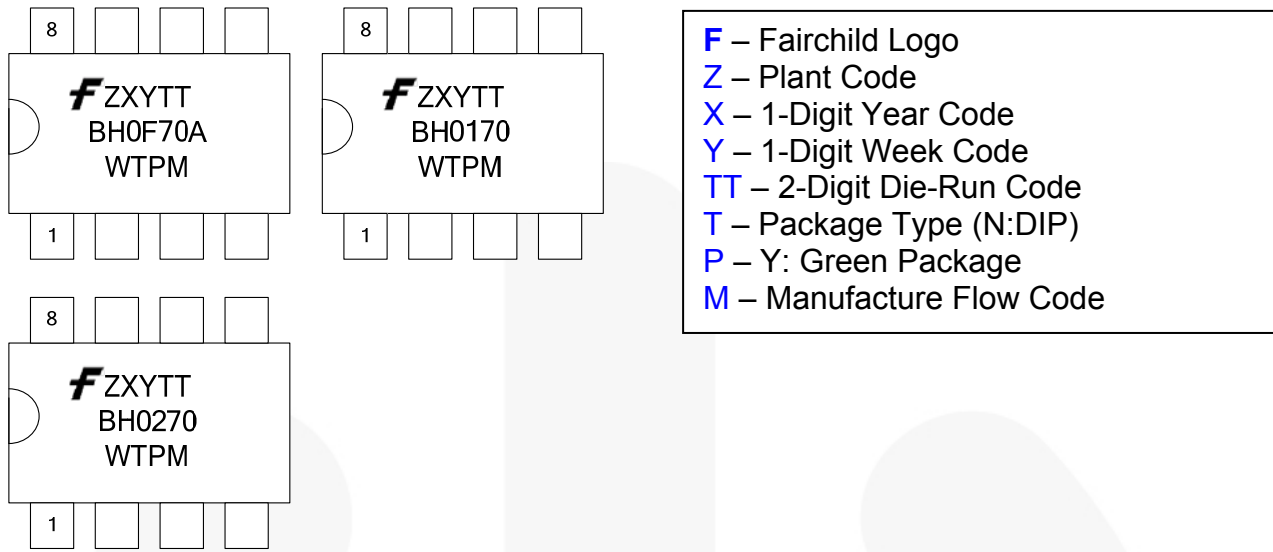 8
F ZXYTT
BH0F70A
WTPM
1
8
F ZXYTT
BH0170
WTPM
1
8
F ZXYTT
BH0270
WTPM
1
F – Fairchild Logo
Z – Plant Code
X – 1-Digit Year Code
Y – 1-Digit Week Code
TT – 2-Digit Die-Run Code
T – Package Type (N:DIP)
P – Y: Green Package
M – Manufacture Flow Code